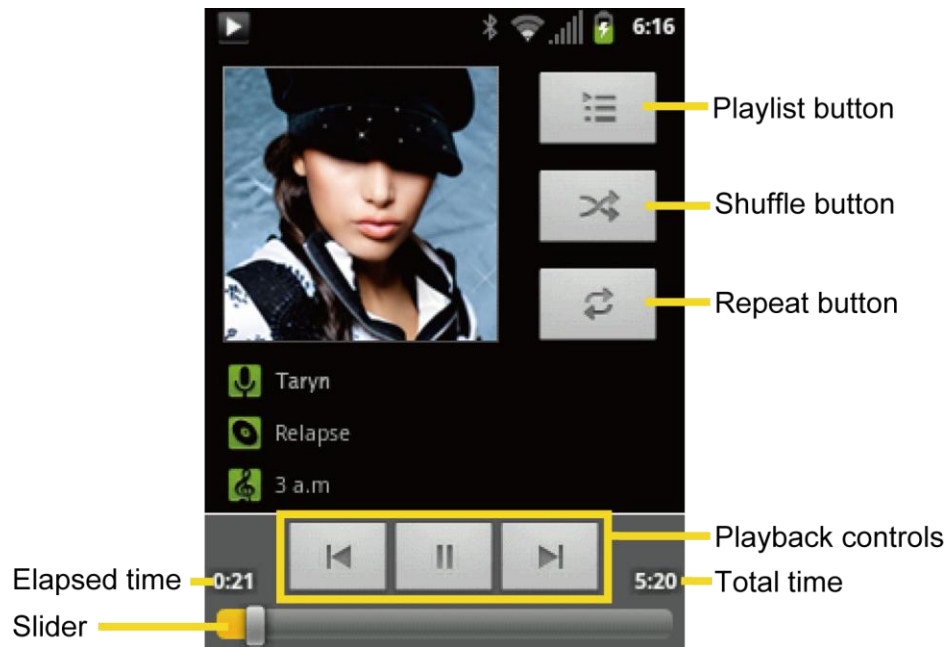 6:16
Playlist button
Shuffle button
Repeat button
Taryn
Relapse
3 a.m
Playback controls
Elapsed time
0:21
5:20
Total time
Slider